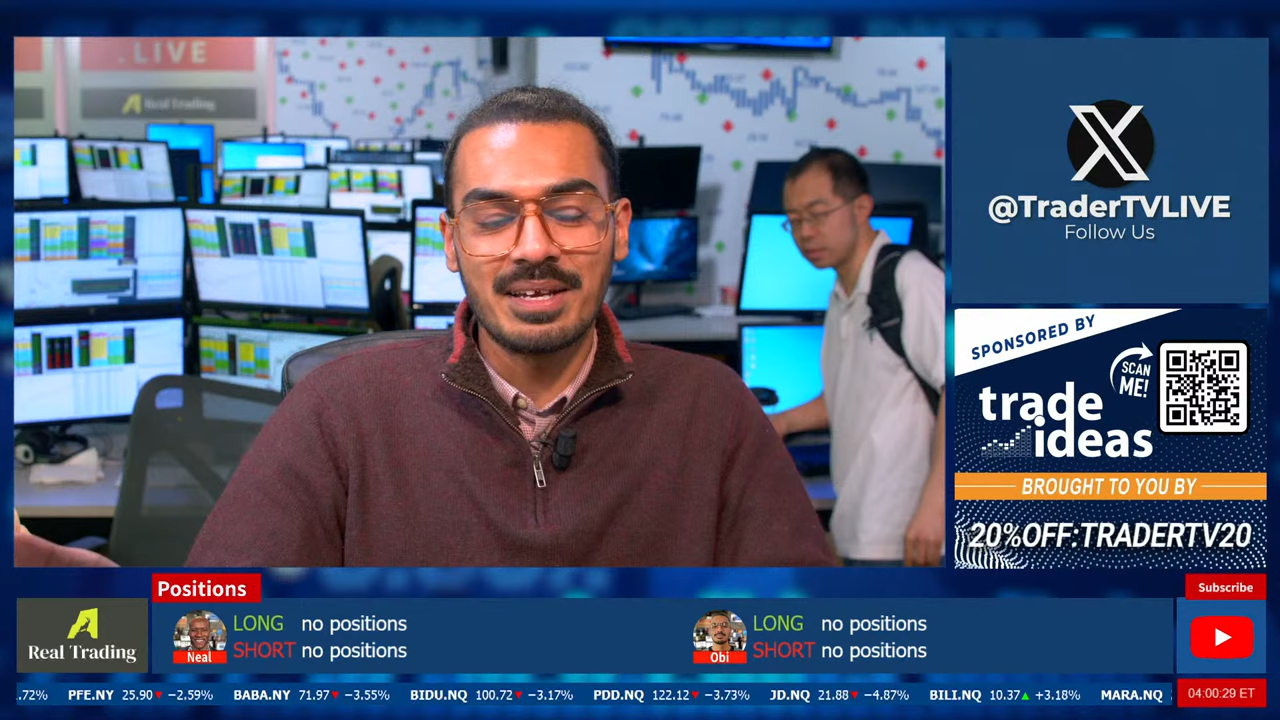 .LIVE
Real Trading
@TraderTVLIVE
Follow Us
SPONSORED BY
SCAN ME!
trade
ideas
BROUGHT TO YOU BY
20%OFF:TRADERTV20
Positions
Subscribe
LONG no positions
SHORT no positions
Neal
LONG no positions
SHORT no positions
Obi
Real Trading
.72% PFE.NY 25.90▼ −2.59% BABA.NY 71.97▼ −3.55% BIDU.NQ 100.72▼ −3.17% PDD.NQ 122.12▼ −3.73% JD.NQ 21.88▼ −4.87% BILI.NQ 10.37▲ +3.18% MARA.NQ
04:00:29 ET